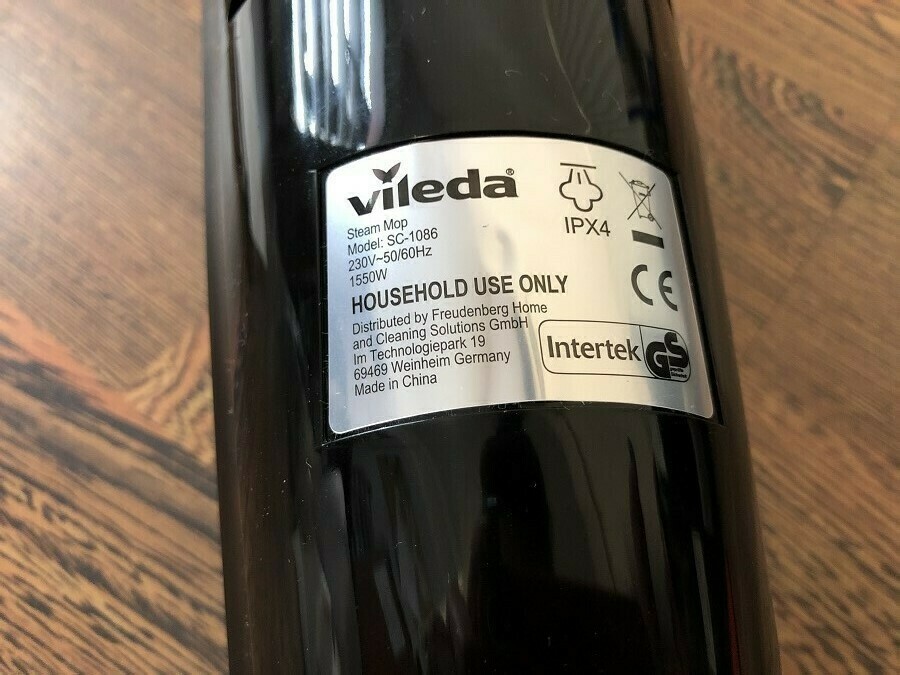 vileda®
Steam Mop
Model: SC-1086
230V~50/60Hz
1550W
IPX4
HOUSEHOLD USE ONLY
CE
Distributed by Freudenberg Home
and Cleaning Solutions GmbH
Im Technologiepark 19
69469 Weinheim Germany
Made in China
Intertek
GS